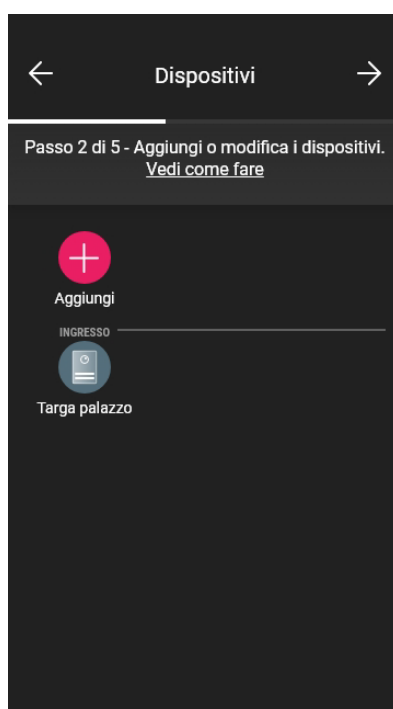 Dispositivi
Passo 2 di 5 - Aggiungi o modifica i dispositivi.
Vedi come fare
Aggiungi
INGRESSO
Targa palazzo